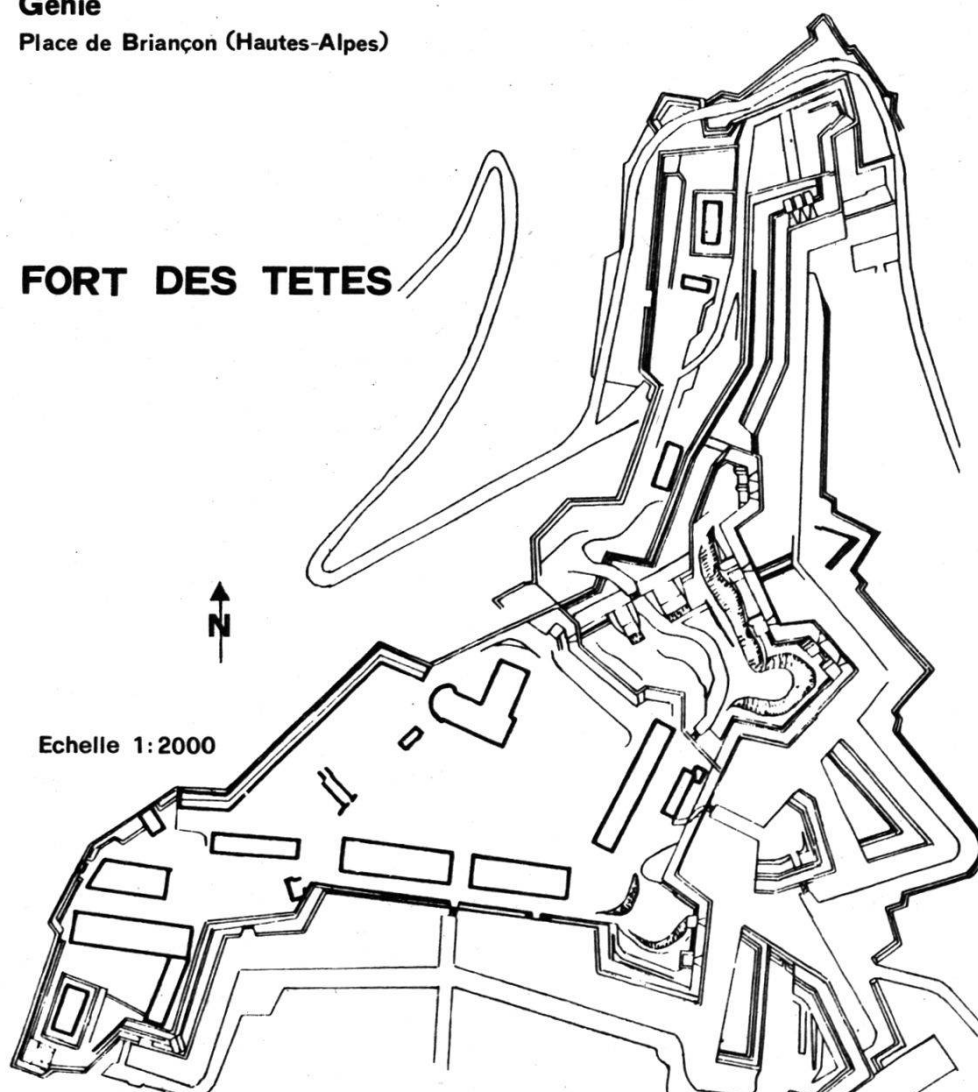 Génie
Place de Briançon (Hautes-Alpes)
FORT DES TETES
N
Echelle 1:2000